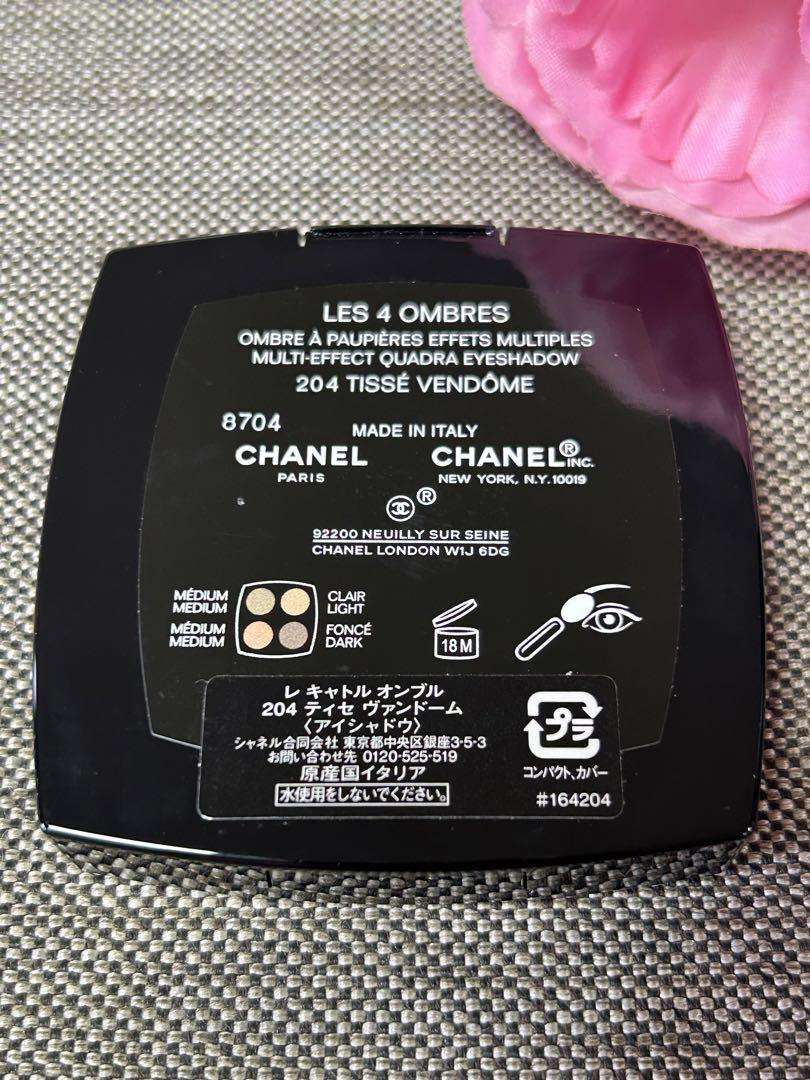 LES 4 OMBRES
OMBRE À PAUPIÈRES EFFETS MULTIPLES
MULTI-EFFECT QUADRA EYESHADOW
204 TISSÉ VENDÔME
8704
MADE IN ITALY
CHANEL CHANEL® INC.
PARIS NEW YORK, N.Y. 10019
®
92200 NEUILLY SUR SEINE
CHANEL LONDON W1J 6DG
MÉDIUM CLAIR
MEDIUM LIGHT
MÉDIUM FONCÉ
MEDIUM DARK
18 M
レ キャトル オンブル
204 ティセ ヴァンドーム
〈アイシャドウ〉
シャネル合同会社 東京都中央区銀座3-5-3
お問い合わせ先 0120-525-519
原産国イタリア
水使用をしないでください。
プラ
コンパクト、カバー
#164204